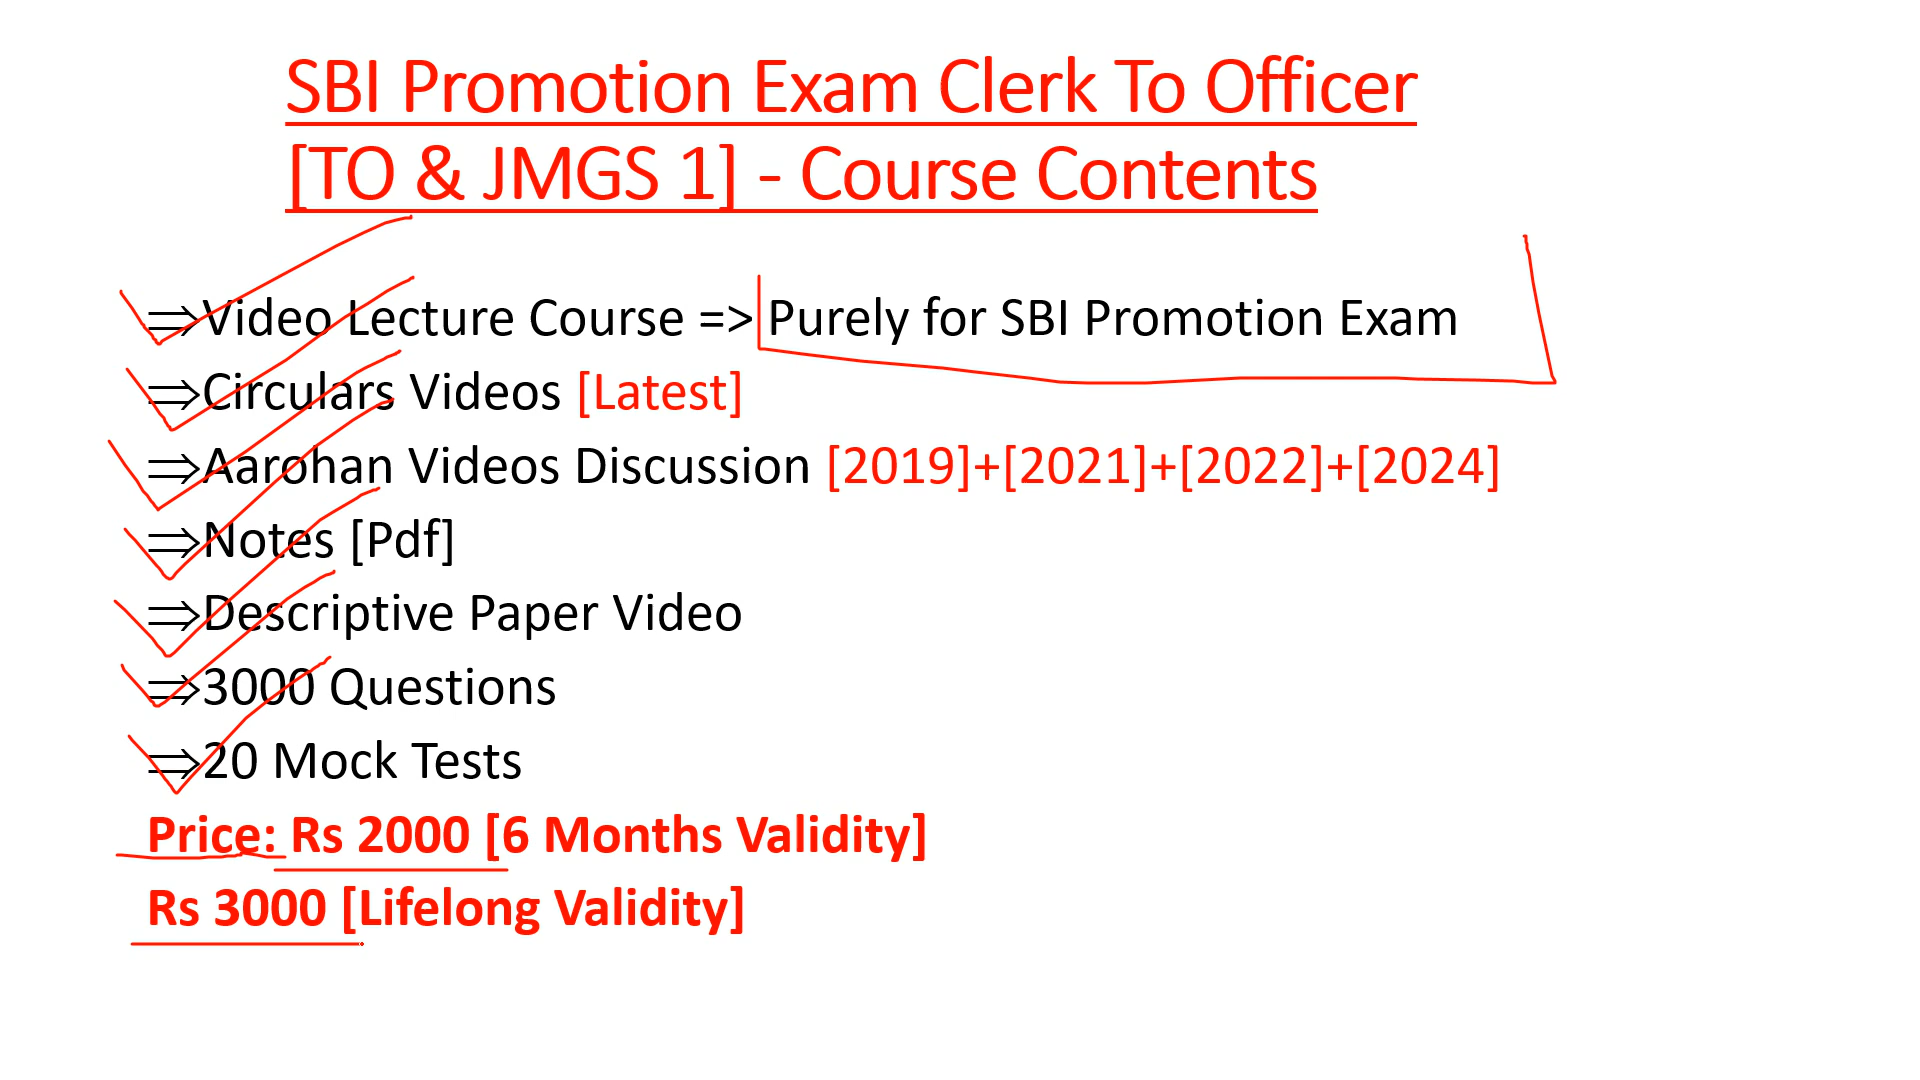 SBI Promotion Exam Clerk To Officer
[TO & JMGS 1] - Course Contents
⇒Video Lecture Course => Purely for SBI Promotion Exam
⇒Circulars Videos [Latest]
⇒Aarohan Videos Discussion [2019]+[2021]+[2022]+[2024]
⇒Notes [Pdf]
⇒Descriptive Paper Video
⇒3000 Questions
⇒20 Mock Tests
Price: Rs 2000 [6 Months Validity]
Rs 3000 [Lifelong Validity]